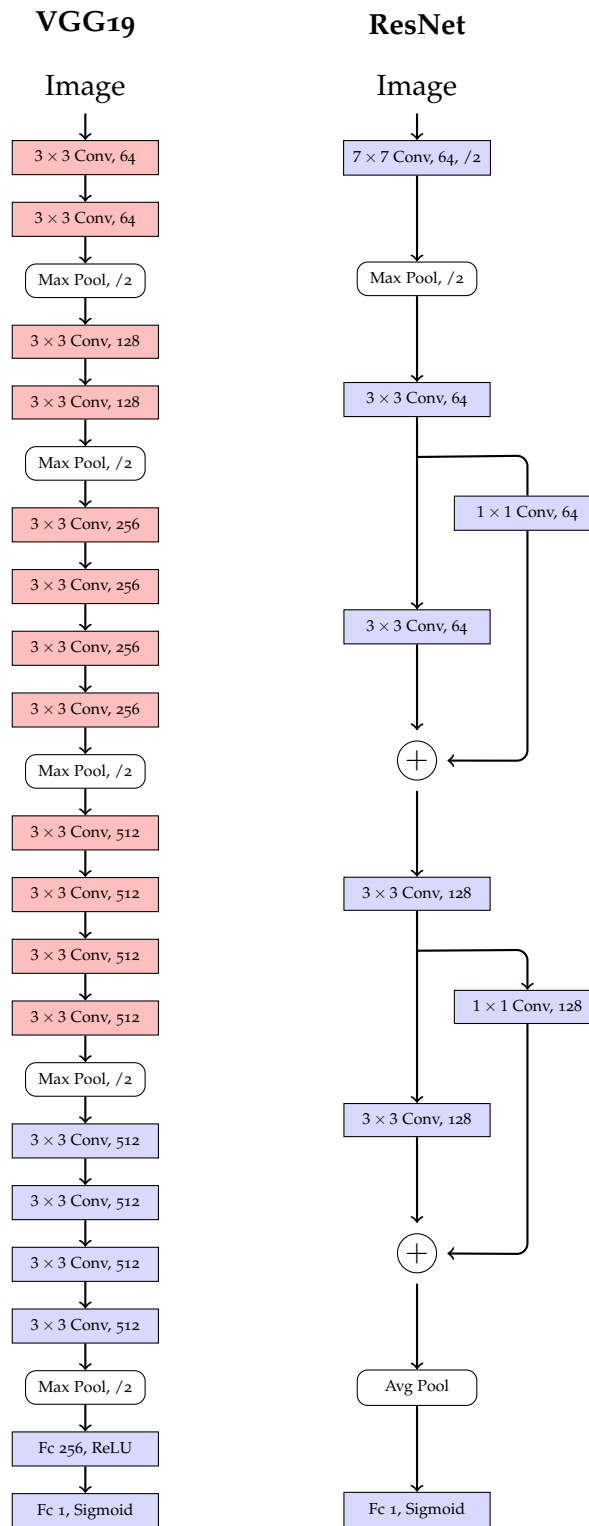 VGG19
Image
3 × 3 Conv, 64
3 × 3 Conv, 64
Max Pool, /2
3 × 3 Conv, 128
3 × 3 Conv, 128
Max Pool, /2
3 × 3 Conv, 256
3 × 3 Conv, 256
3 × 3 Conv, 256
3 × 3 Conv, 256
Max Pool, /2
3 × 3 Conv, 512
3 × 3 Conv, 512
3 × 3 Conv, 512
3 × 3 Conv, 512
Max Pool, /2
3 × 3 Conv, 512
3 × 3 Conv, 512
3 × 3 Conv, 512
3 × 3 Conv, 512
Max Pool, /2
Fc 256, ReLU
Fc 1, Sigmoid
ResNet
Image
7 × 7 Conv, 64, /2
Max Pool, /2
3 × 3 Conv, 64
1 × 1 Conv, 64
3 × 3 Conv, 64
+
3 × 3 Conv, 128
1 × 1 Conv, 128
3 × 3 Conv, 128
+
Avg Pool
Fc 1, Sigmoid